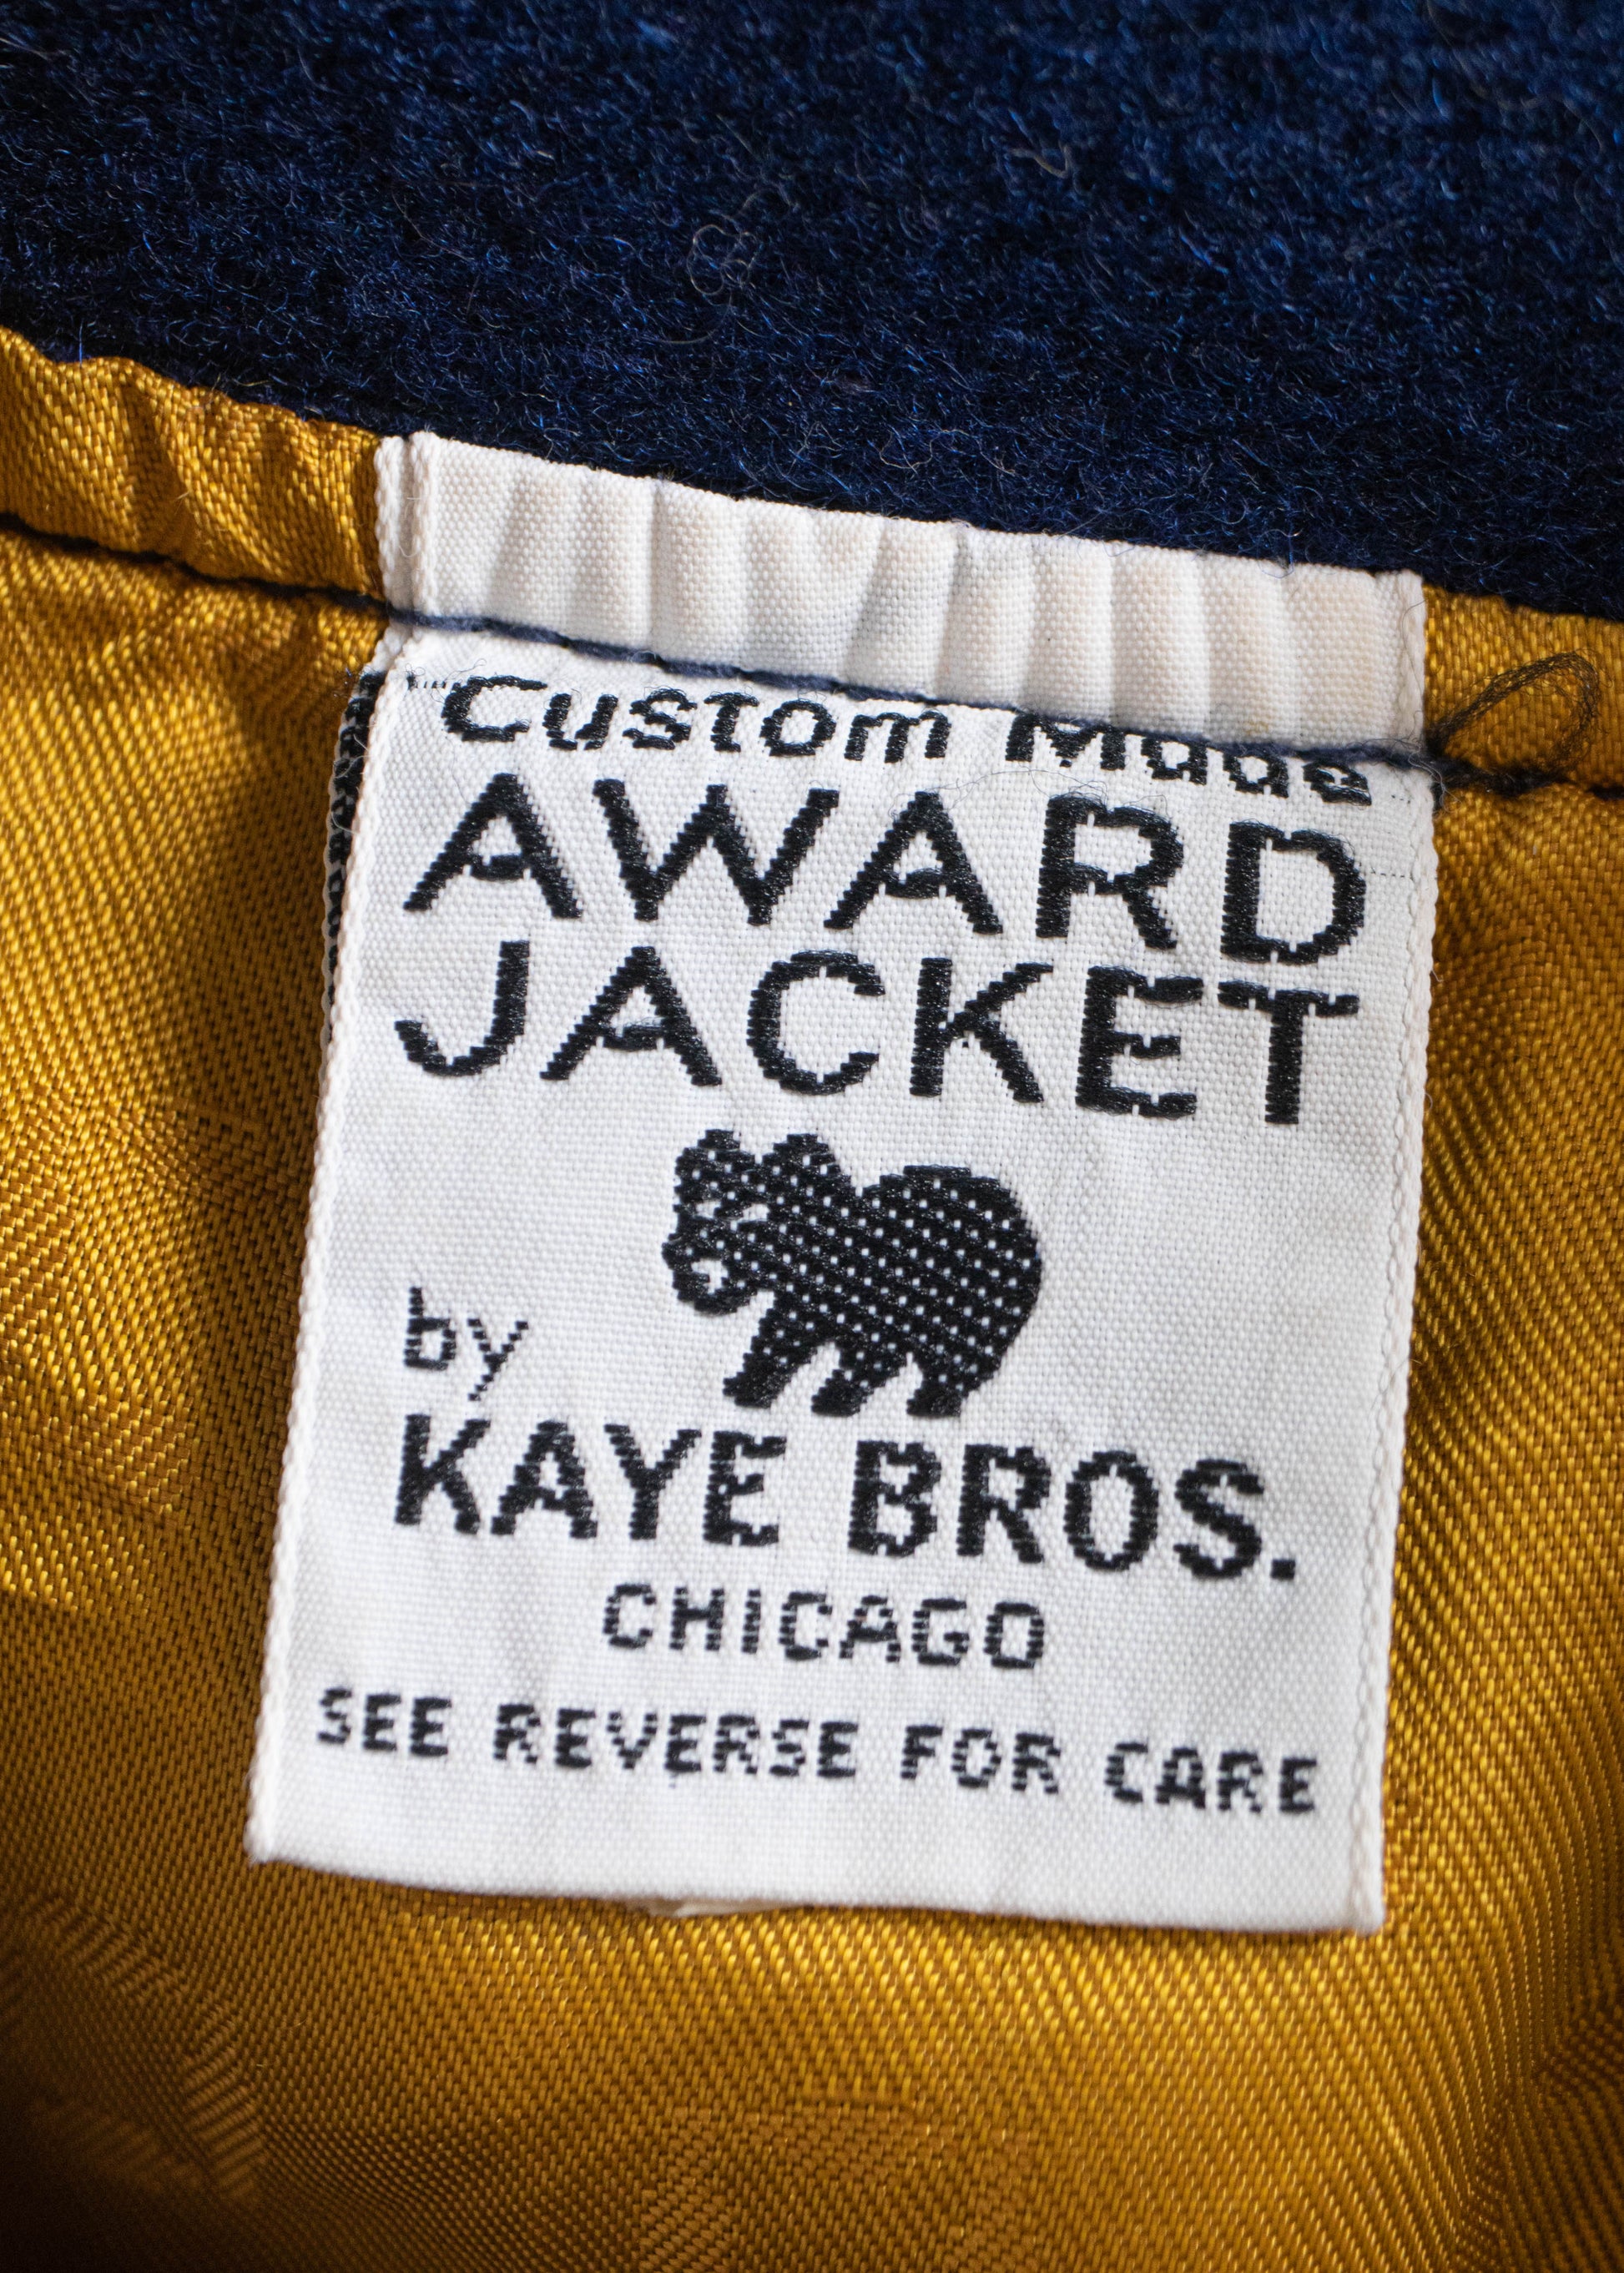 Custom Made
AWARD
JACKET
by
KAYE BROS.
CHICAGO
SEE REVERSE FOR CARE